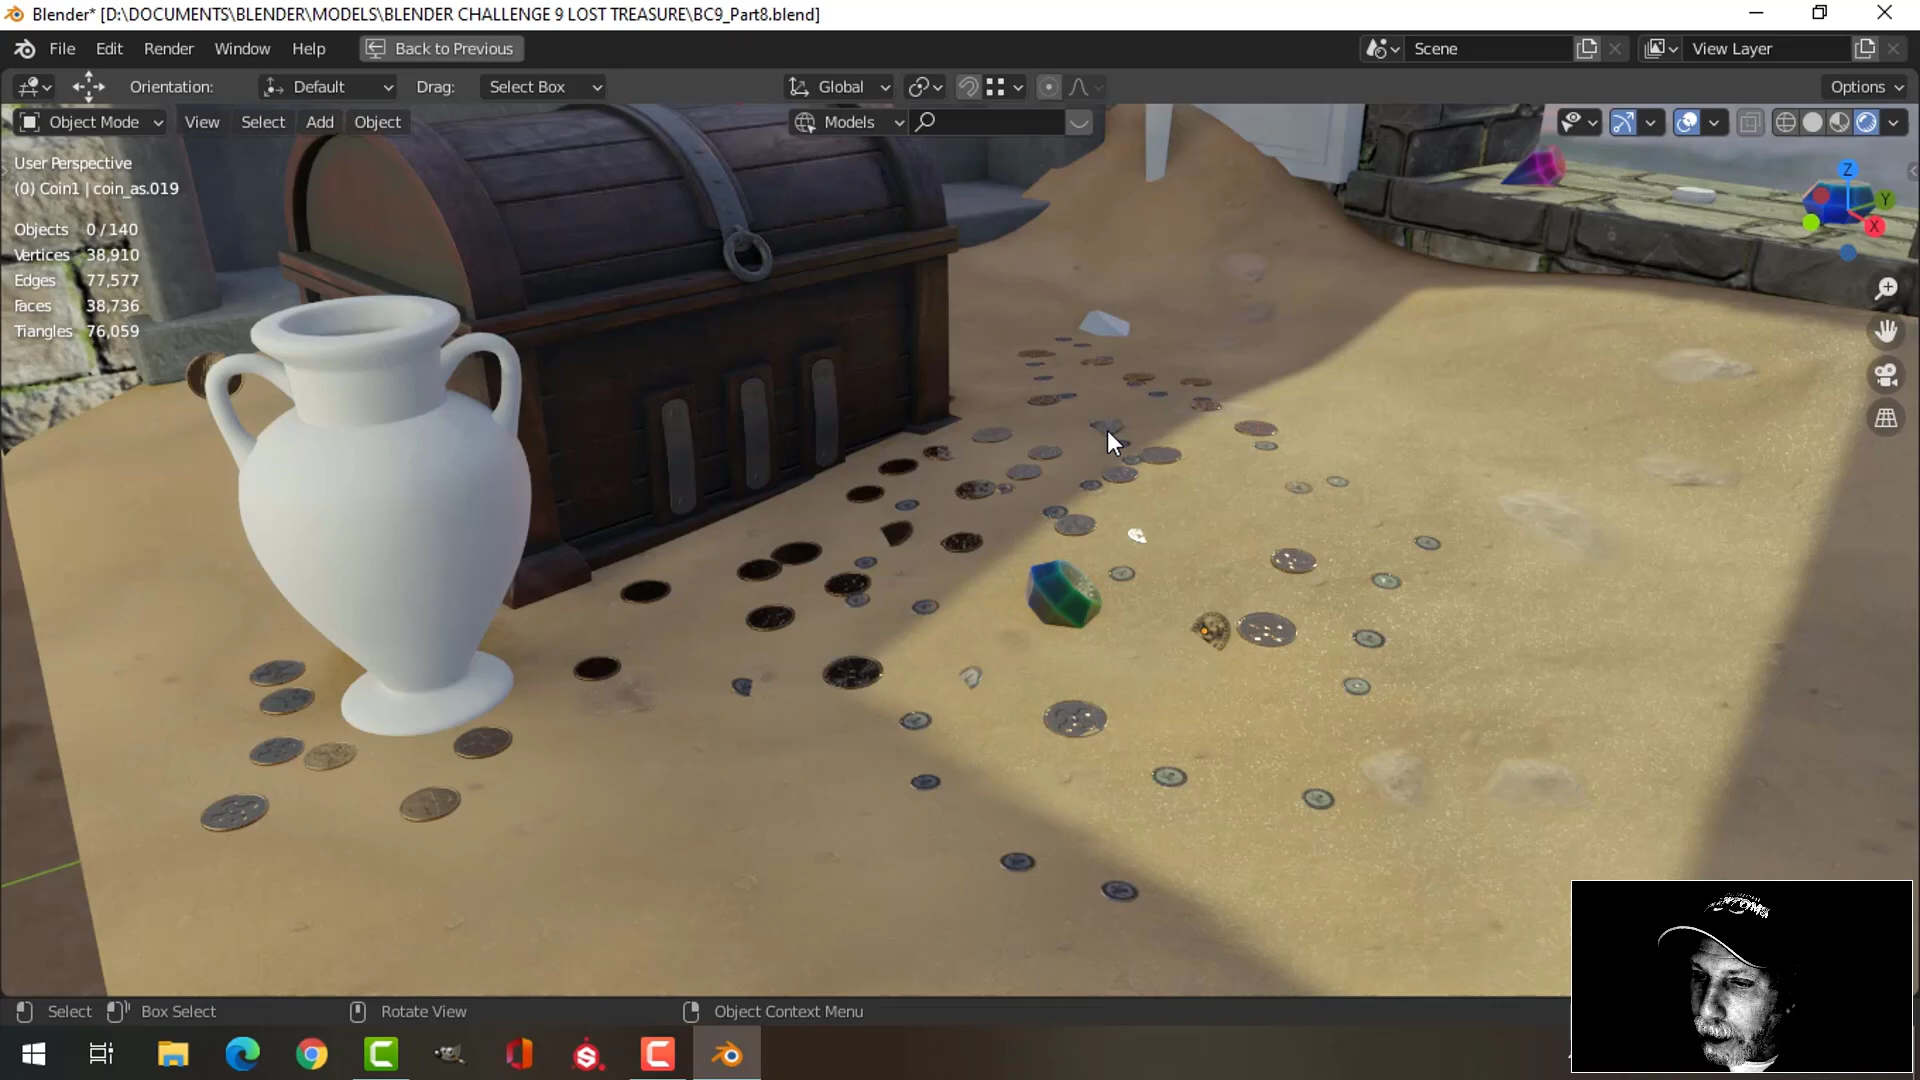 Blender* [D:\DOCUMENTS\BLENDER\MODELS\BLENDER CHALLENGE 9 LOST TREASURE\BC9_Part8.blend]
File Edit Render Window Help Back to Previous Scene View Layer
Orientation: Default Drag: Select Box Global Options
Object Mode View Select Add Object Models
User Perspective
(0) Coin1 | coin_as.019
Objects 0 / 140
Vertices 38,910
Edges 77,577
Faces 38,736
Triangles 76,059
Z
Y
X
Select Box Select Rotate View Object Context Menu